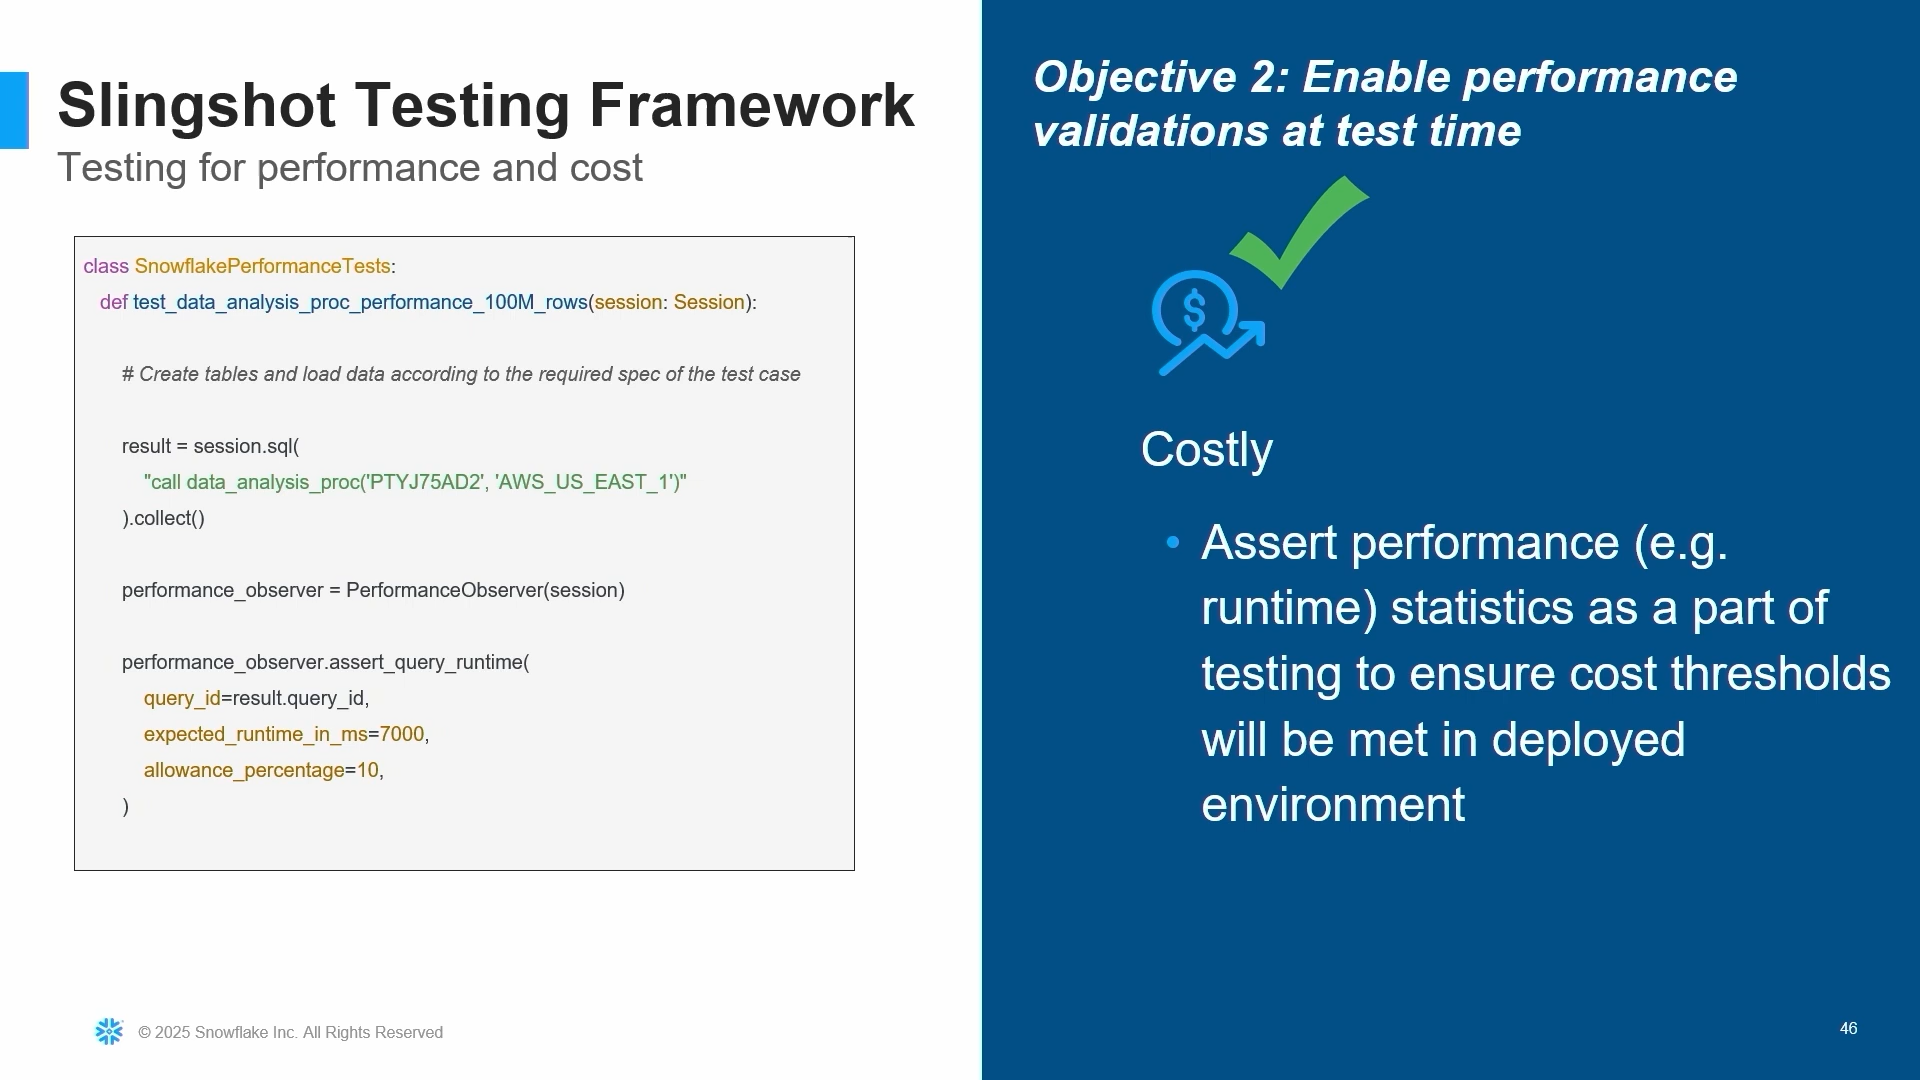 Slingshot Testing Framework
Testing for performance and cost
class SnowflakePerformanceTests:
def test_data_analysis_proc_performance_100M_rows(session: Session):
# Create tables and load data according to the required spec of the test case
result = session.sql(
"call data_analysis_proc('PTYJ75AD2', 'AWS_US_EAST_1')"
).collect()
performance_observer = PerformanceObserver(session)
performance_observer.assert_query_runtime(
query_id=result.query_id,
expected_runtime_in_ms=7000,
allowance_percentage=10,
)
© 2025 Snowflake Inc. All Rights Reserved
Objective 2: Enable performance
validations at test time
$
Costly
• Assert performance (e.g.
runtime) statistics as a part of
testing to ensure cost thresholds
will be met in deployed
environment
46